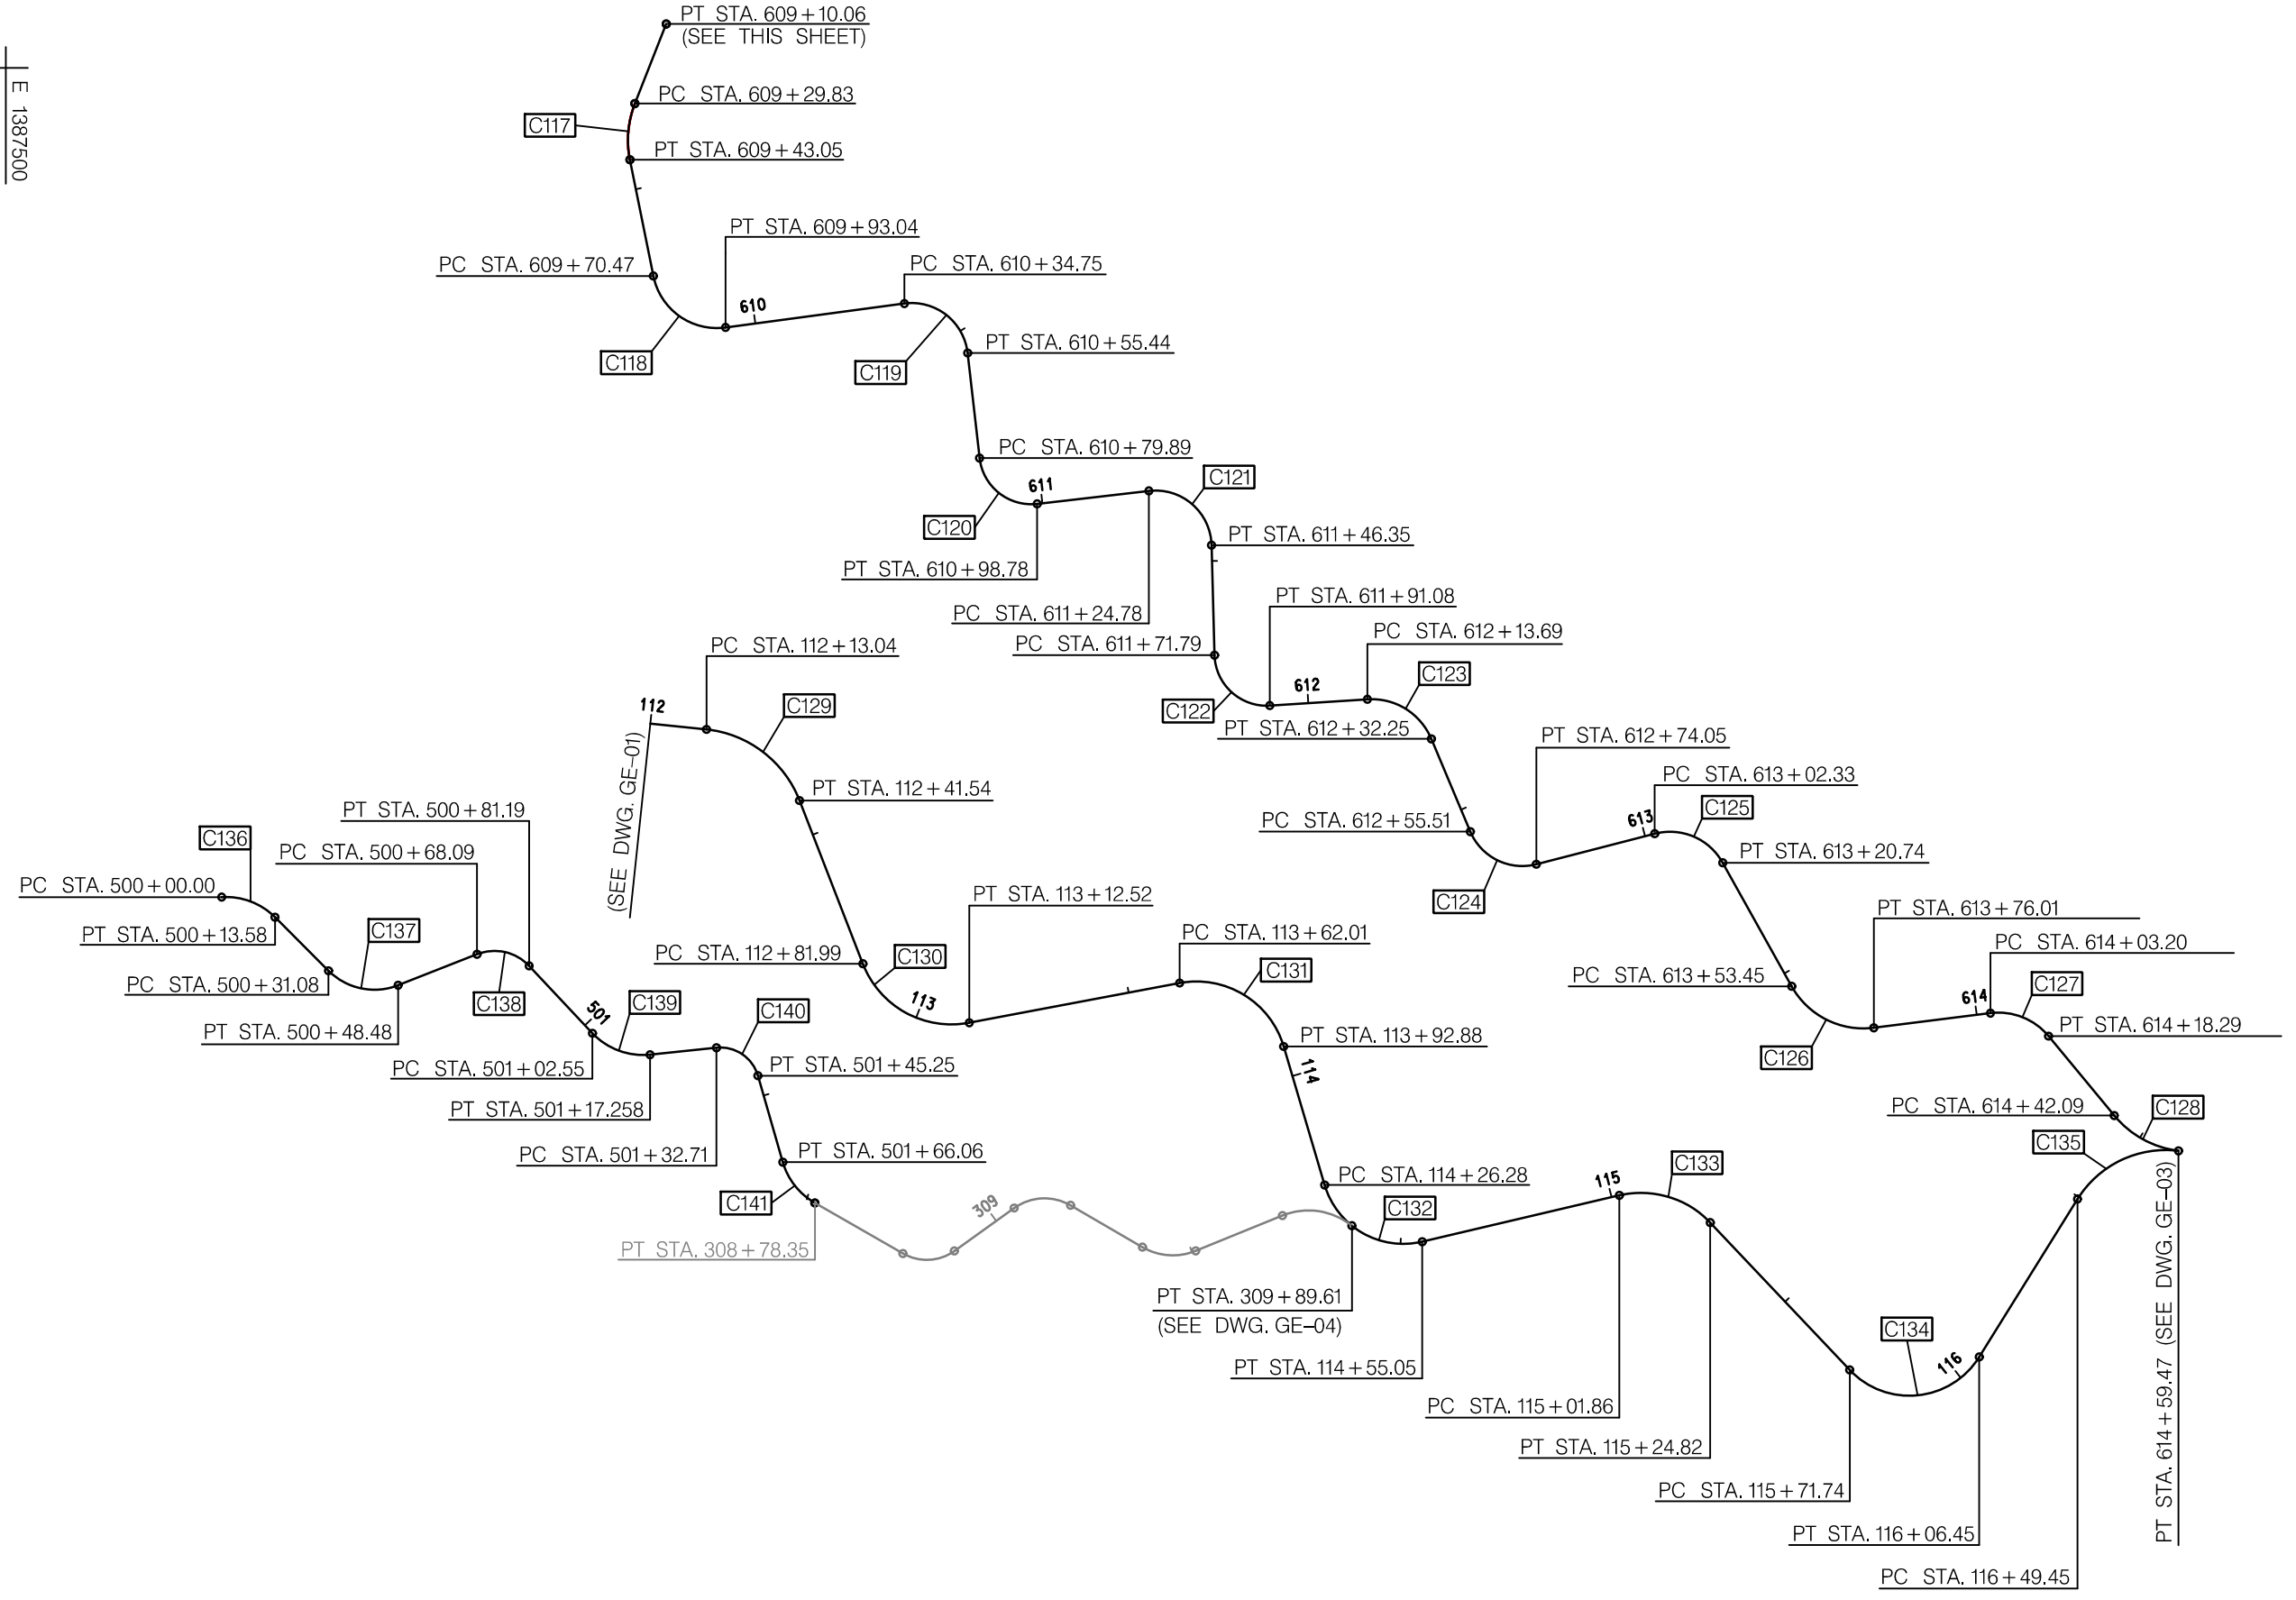 PT STA. 609+10.06
(SEE THIS SHEET)
E 1387500
PC STA. 609+29.83
C117
PT STA. 609+43.05
PT STA. 609+93.04
PC STA. 609+70.47
PC STA. 610+34.75
610
C118
C119
PT STA. 610+55.44
PC STA. 610+79.89
C121
611
C120
PT STA. 611+46.35
PT STA. 610+98.78
PC STA. 611+24.78
PT STA. 611+91.08
PC STA. 611+71.79
PC STA. 612+13.69
PC STA. 112+13.04
C123
612
112
C129
C122
PT STA. 612+32.25
(SEE DWG. GE-01)
PT STA. 612+74.05
PC STA. 613+02.33
PT STA. 112+41.54
PT STA. 500+81.19
613
C125
PC STA. 612+55.51
C136
PC STA. 500+68.09
PT STA. 613+20.74
PC STA. 500+00.00
PT STA. 113+12.52
C124
PT STA. 613+76.01
PT STA. 500+13.58
C137
PC STA. 113+62.01
PC STA. 614+03.20
PC STA. 112+81.99
C130
C131
PC STA. 613+53.45
PC STA. 500+31.08
C138
C139
C140
113
614
C127
501
PT STA. 500+48.48
PT STA. 113+92.88
PT STA. 614+18.29
C126
PC STA. 501+02.55
PT STA. 501+45.25
114
PT STA. 501+17.258
PC STA. 614+42.09
C128
C135
PC STA. 501+32.71
PT STA. 501+66.06
C133
PC STA. 114+26.28
115
C141
309
C132
PT STA. 308+78.35
PT STA. 309+89.61
(SEE DWG. GE-04)
C134
116
PT STA. 114+55.05
PC STA. 115+01.86
PT STA. 115+24.82
PC STA. 115+71.74
PT STA. 116+06.45
PC STA. 116+49.45
PT STA. 614+59.47 (SEE DWG. GE-03)